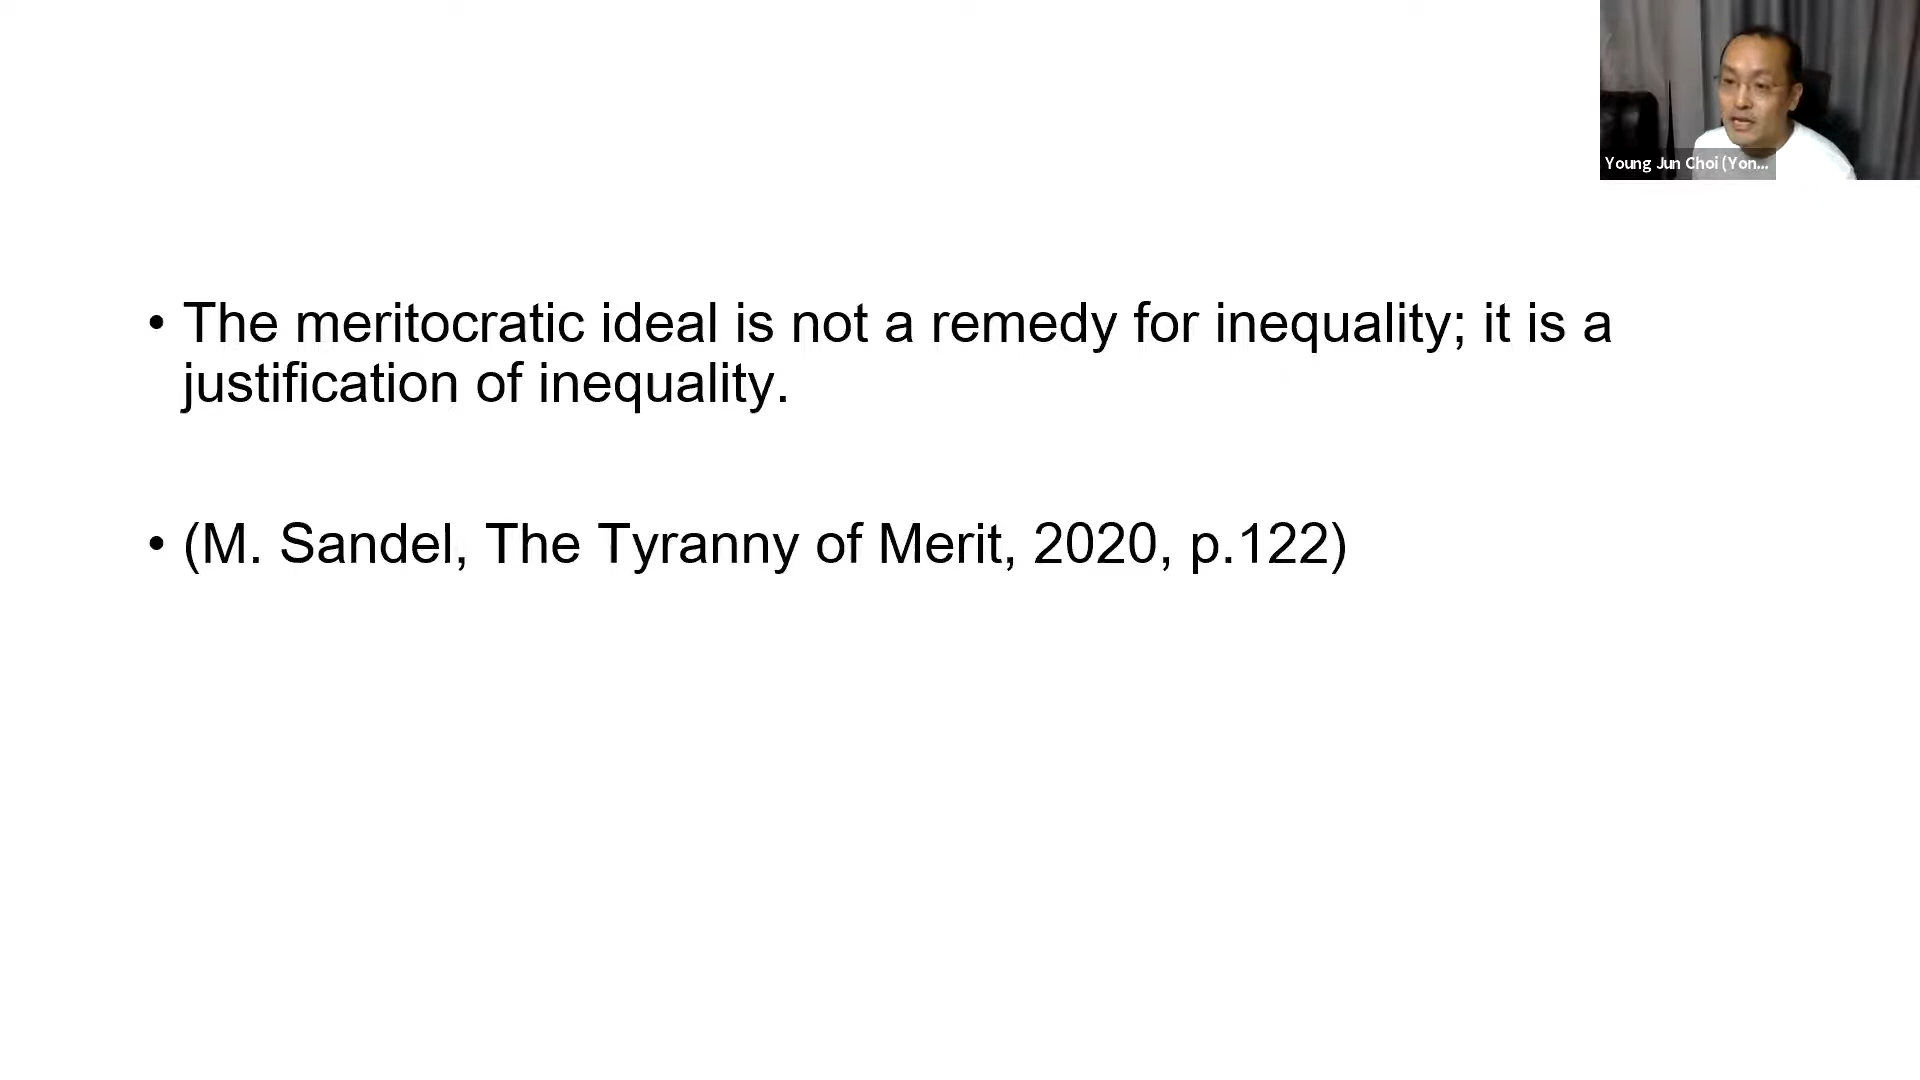 Young Jun Choi (Yon...
• The meritocratic ideal is not a remedy for inequality; it is a
justification of inequality.
• (M. Sandel, The Tyranny of Merit, 2020, p.122)